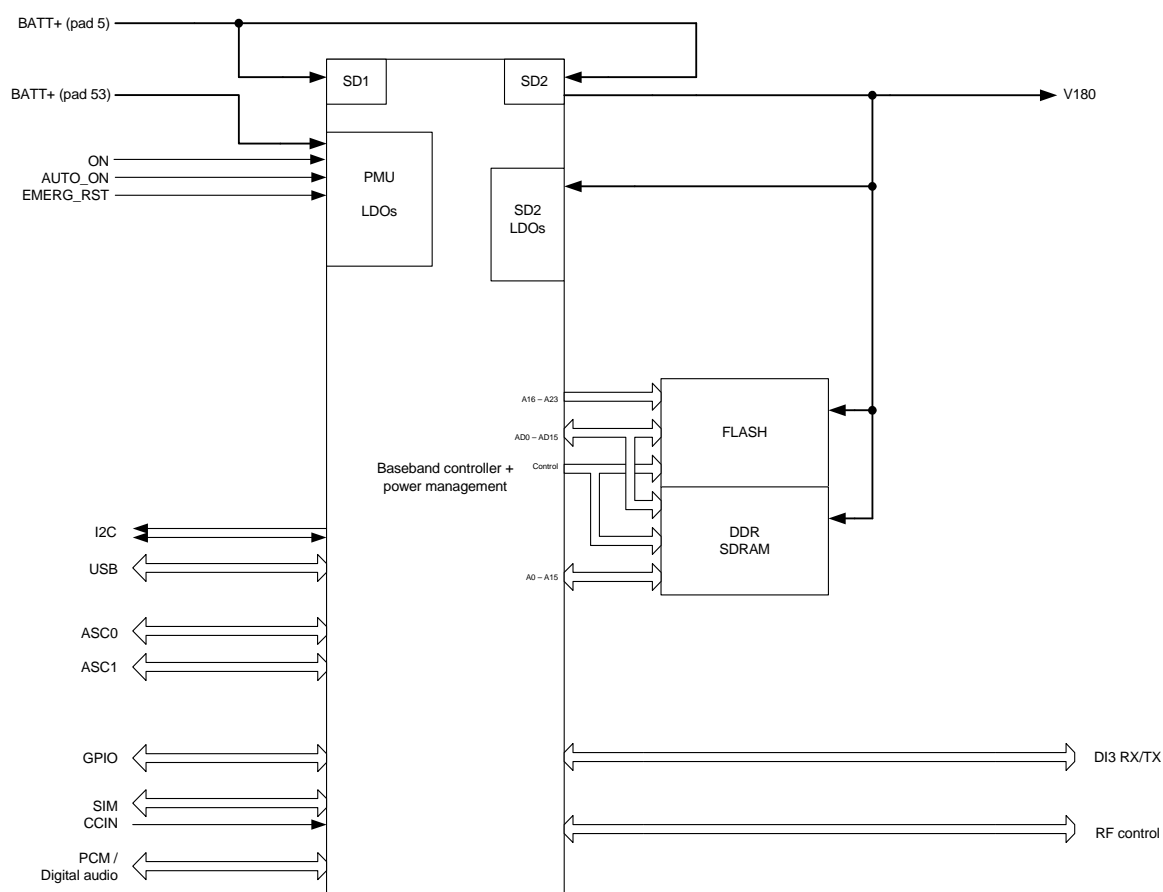 BATT+ (pad 5)
SD1
SD2
BATT+ (pad 53)
V180
ON
AUTO_ON
EMERG_RST
PMU
LDOs
SD2
LDOs
A16 – A23
FLASH
AD0 – AD15
Control
Baseband controller +
power management
DDR
SDRAM
I2C
USB
A0 – A15
ASC0
ASC1
GPIO
DI3 RX/TX
SIM
CCIN
RF control
PCM /
Digital audio